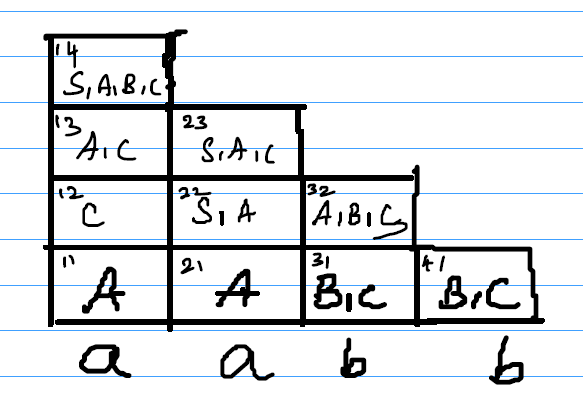 14
S,A,B,C
13 23
A,C S,A,C
12 22 32
C S,A A,B,C
11 21 31 41
A A B,C B,C
a a b b